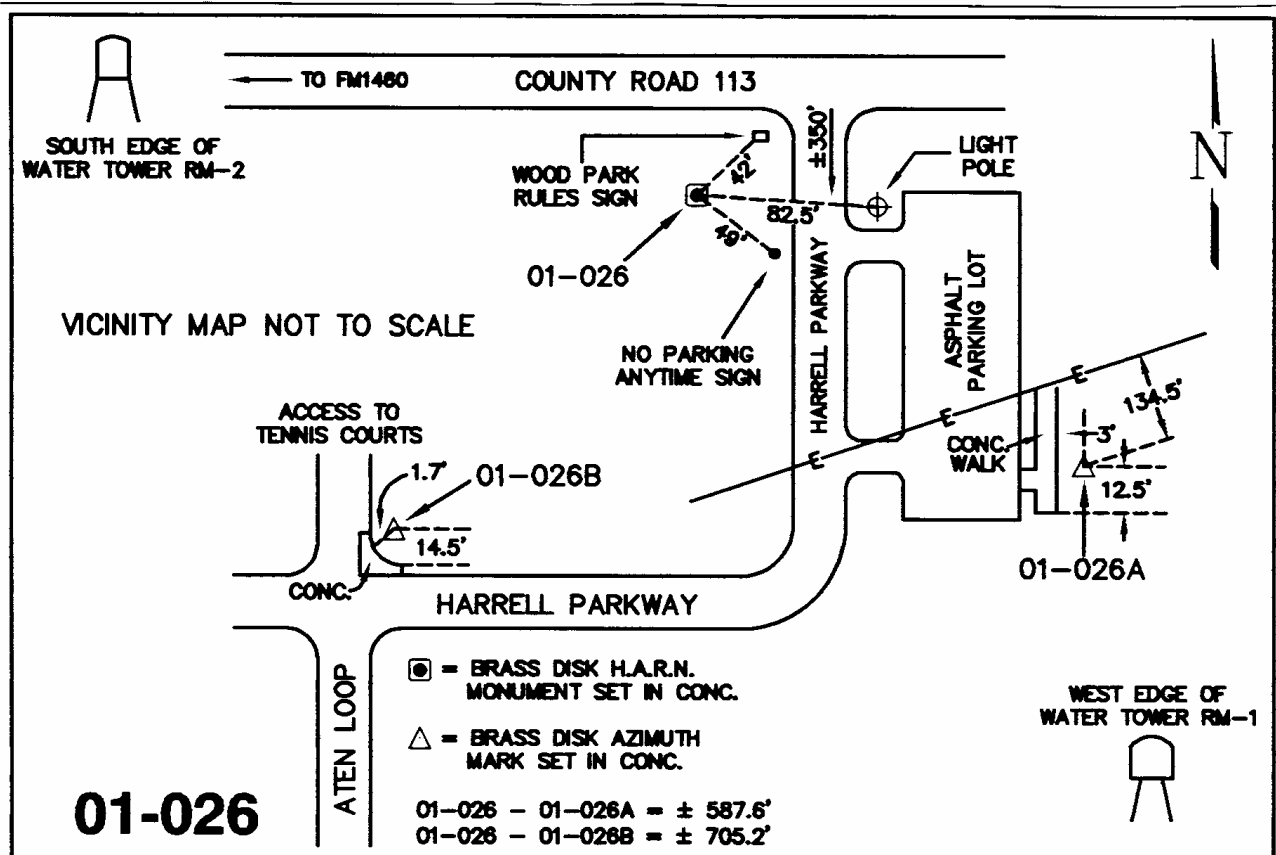 TO FM1460
COUNTY ROAD 113
SOUTH EDGE OF
WATER TOWER RM-2
WOOD PARK
RULES SIGN
±350'
LIGHT
POLE
N
42'
82.5'
49'
01-026
HARRELL PARKWAY
ASPHALT
PARKING LOT
VICINITY MAP NOT TO SCALE
NO PARKING
ANYTIME SIGN
E
E
E
134.5'
CONC.
WALK
3'
12.5'
01-026A
ACCESS TO
TENNIS COURTS
1.7'
01-026B
14.5'
CONC.
HARRELL PARKWAY
ATEN LOOP
= BRASS DISK H.A.R.N.
MONUMENT SET IN CONC.
= BRASS DISK AZIMUTH
MARK SET IN CONC.
WEST EDGE OF
WATER TOWER RM-1
01-026
01-026 - 01-026A = ± 587.6'
01-026 - 01-026B = ± 705.2'